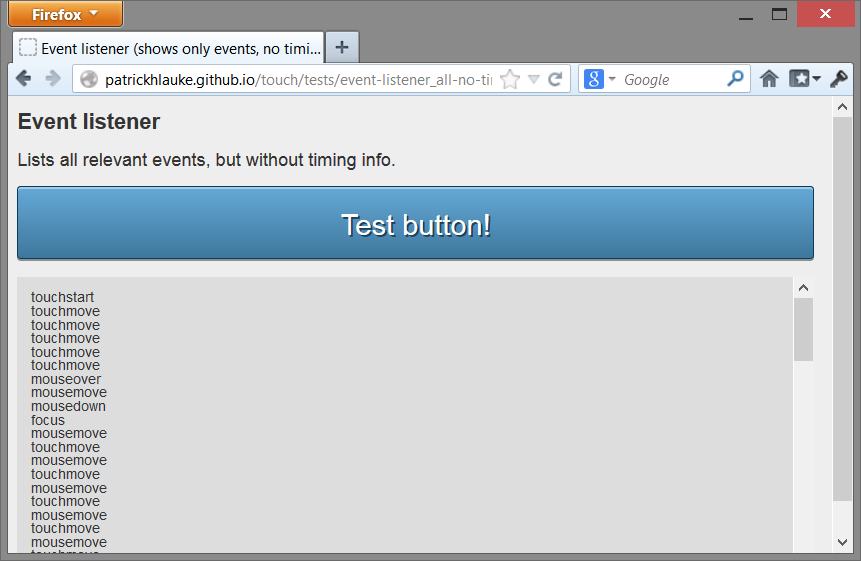 Firefox
Event listener (shows only events, no timi...
patrickhlauke.github.io/touch/tests/event-listener_all-no-ti
Google
Event listener
Lists all relevant events, but without timing info.
Test button!
touchstart
touchmove
touchmove
touchmove
touchmove
touchmove
mouseover
mousemove
mousedown
focus
mousemove
touchmove
mousemove
touchmove
mousemove
touchmove
mousemove
touchmove
mousemove
touchmove